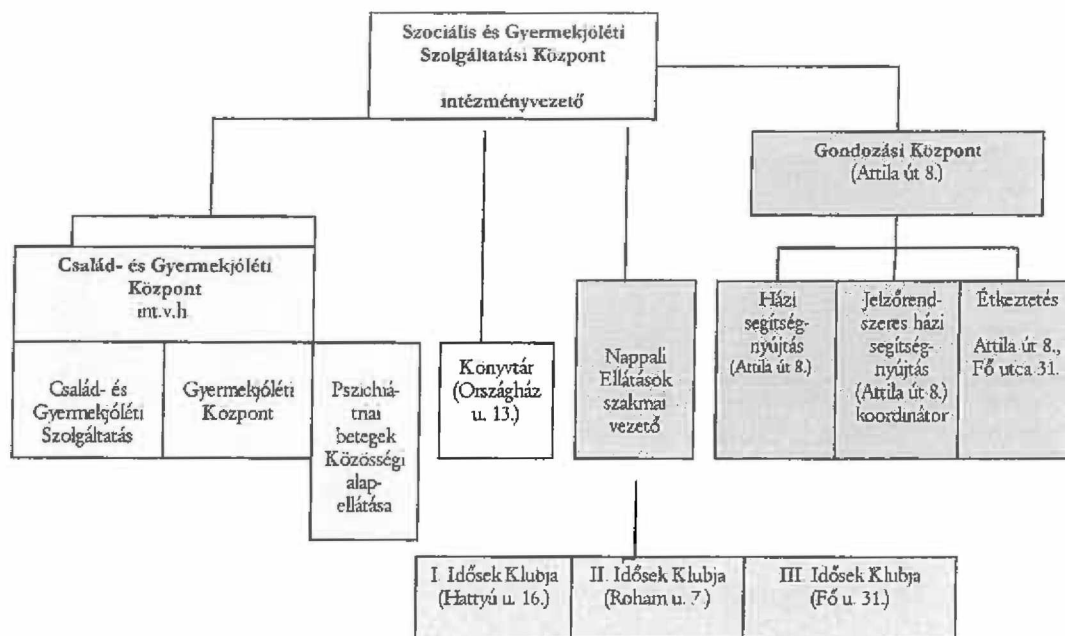 Szociális és Gyermekjóléti
Szolgáltatási Központ
intézményvezető
Gondozási Központ
(Attila út 8.)
Család- és Gyermekjóléti
Központ
int.v.h
Család- és
Gyermekjóléti
Szolgáltatás
Gyermekjóléti
Központ
Pszichiát-
riai
betegek
Közösségi
alap-
ellátása
Könyvtár
(Országház
u. 13.)
Nappali
Ellátások
szakmai
vezető
Házi
segítség-
nyújtás
(Attila út 8.)
Jelzőrend-
szeres házi
segítség-
nyújtás
(Attila út 8.)
koordinátor
Étkeztetés
Attila út 8.,
Fő utca 31.
I. Idősek Klubja
(Hattyú u. 16.)
II. Idősek Klubja
(Roham u. 7.)
III. Idősek Klubja
(Fő u. 31.)